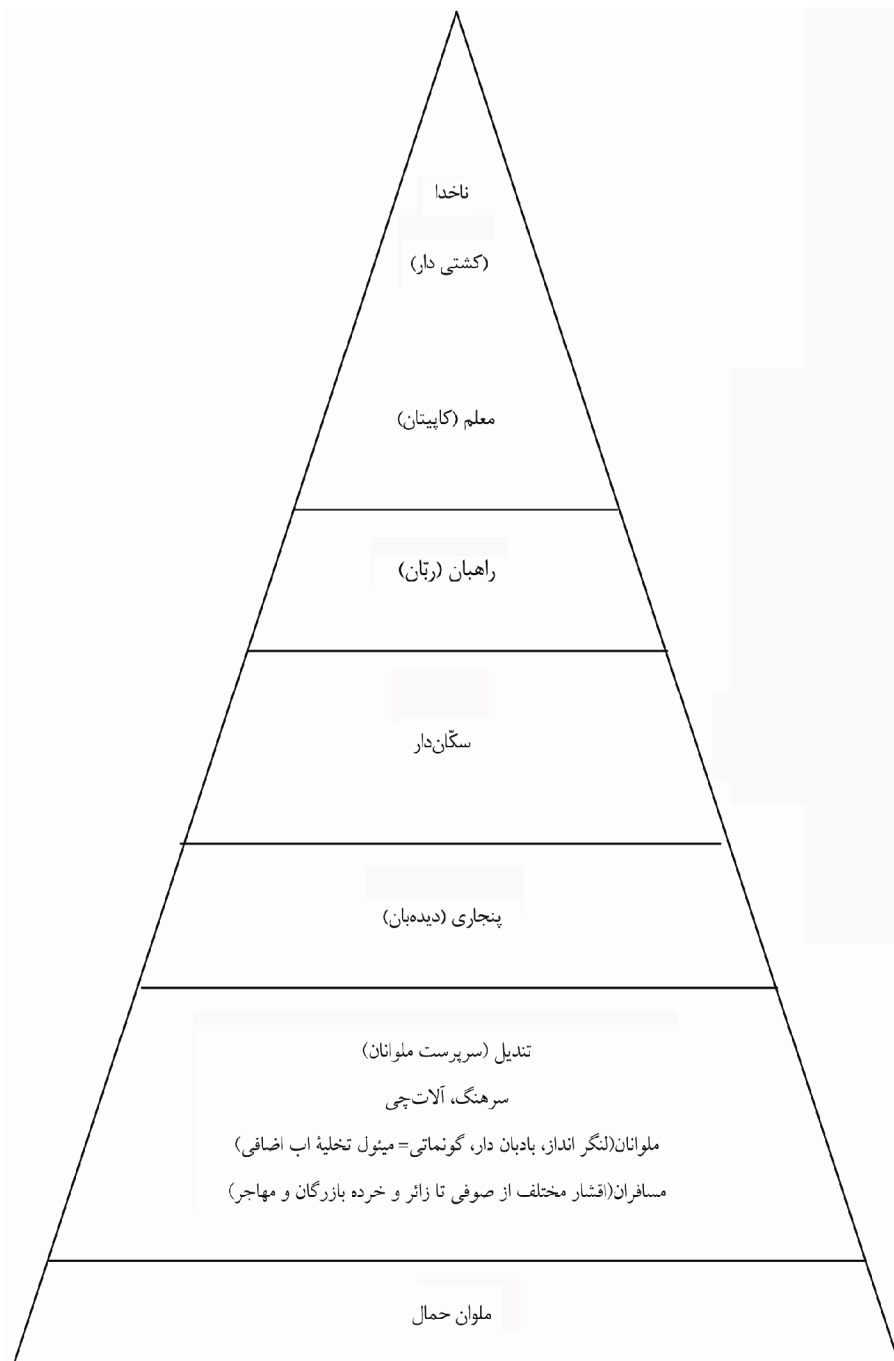 ناخدا
(کشتی دار)
معلم (کاپیتان)
راهبان (ربّان)
سکّان‌دار
پنجاری (دیده‌بان)
تندیل (سرپرست ملوانان)
سرهنگ، آلات‌چی
ملوانان(لنگر انداز، بادبان دار، گونماتی= میئول تخلیۀ اب اضافی)
مسافران(اقشار مختلف از صوفی تا زائر و خرده بازرگان و مهاجر)
ملوان حمال